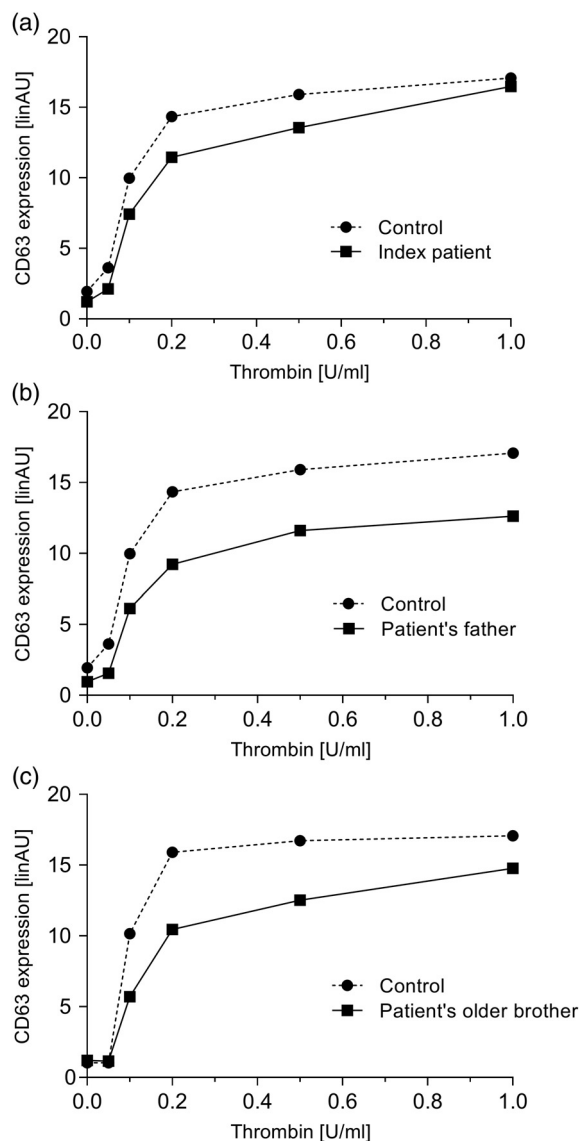 (a)
20
15
10
5
0
CD63 expression [linAU]
Control
Index patient
0.0 0.2 0.4 0.6 0.8 1.0
Thrombin [U/ml]
(b)
20
15
10
5
0
CD63 expression [linAU]
Control
Patient's father
0.0 0.2 0.4 0.6 0.8 1.0
Thrombin [U/ml]
(c)
20
15
10
5
0
CD63 expression [linAU]
Control
Patient's older brother
0.0 0.2 0.4 0.6 0.8 1.0
Thrombin [U/ml]